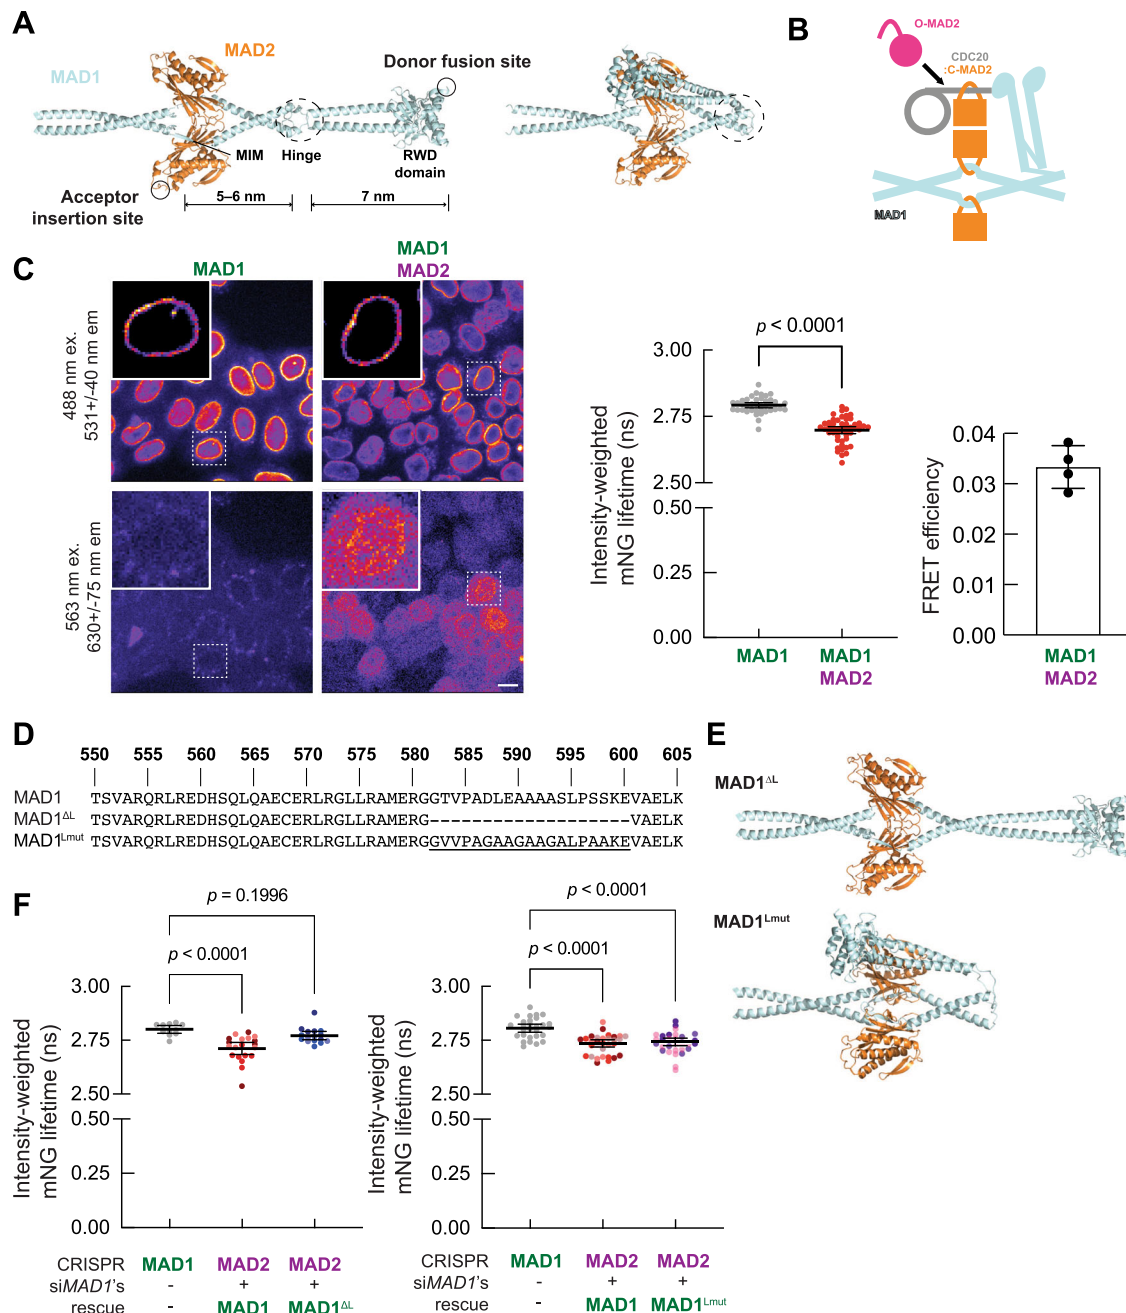 A
MAD2
MAD1
Donor fusion site
MIM
Hinge
RWD
domain
Acceptor
insertion site
5–6 nm
7 nm
B
O-MAD2
CDC20
:C-MAD2
MAD1
C
MAD1
MAD1
MAD2
488 nm ex.
531+/-40 nm em
563 nm ex.
630+/-75 nm em
p < 0.0001
Intensity-weighted
mNG lifetime (ns)
3.00
2.75
2.50
0.50
0.25
0.00
MAD1
MAD1
MAD2
FRET efficiency
0.04
0.03
0.02
0.01
0.00
MAD1
MAD2
D
550 555 560 565 570 575 580 585 590 595 600 605
MAD1 TSVARQRLREDHSQLQAECERLRGLLRAMERGGTVPADLEAAAASLPSSKEVAELK
MAD1ΔL TSVARQRLREDHSQLQAECERLRGLLRAMERG-------------------VAELK
MAD1Lmut TSVARQRLREDHSQLQAECERLRGLLRAMERGGVVPAGAAGAAGALPAAKEVAELK
E
MAD1ΔL
MAD1Lmut
F
p = 0.1996
p < 0.0001
Intensity-weighted
mNG lifetime (ns)
3.00
2.75
2.50
0.50
0.25
0.00
CRISPR MAD1 MAD2 MAD2
siMAD1's - + +
rescue - MAD1 MAD1ΔL
p < 0.0001
p < 0.0001
Intensity-weighted
mNG lifetime (ns)
3.00
2.75
2.50
0.50
0.25
0.00
CRISPR MAD1 MAD2 MAD2
siMAD1's - + +
rescue - MAD1 MAD1Lmut